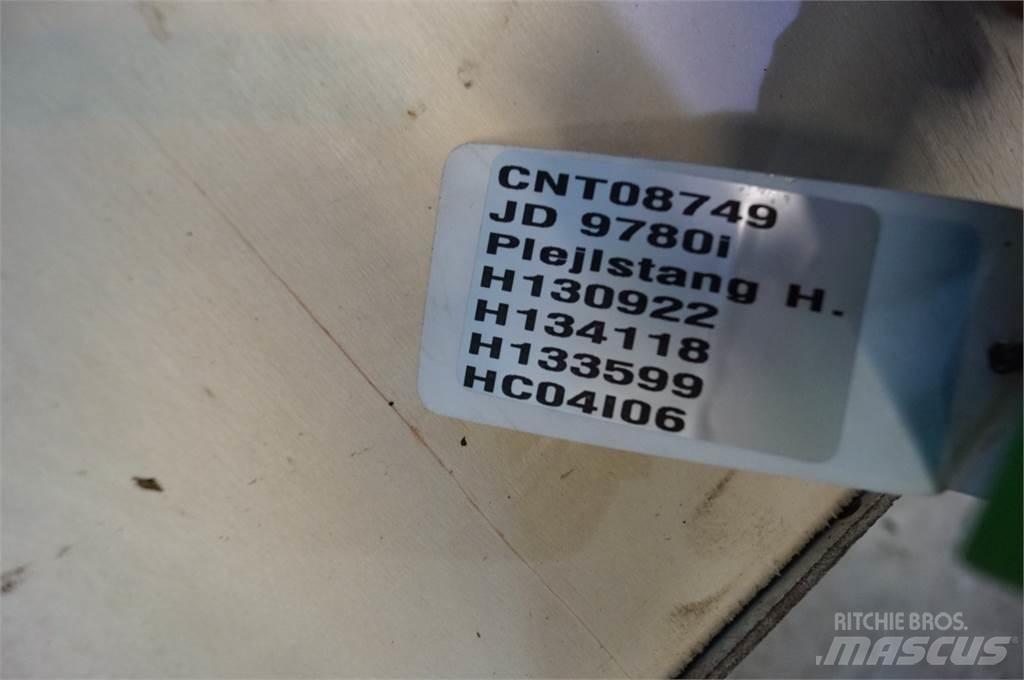 CNT08749
JD 9780i
Plejlstang H.
H130922
H134118
H133599
HC04I06
RITCHIE BROS.
MASCUS